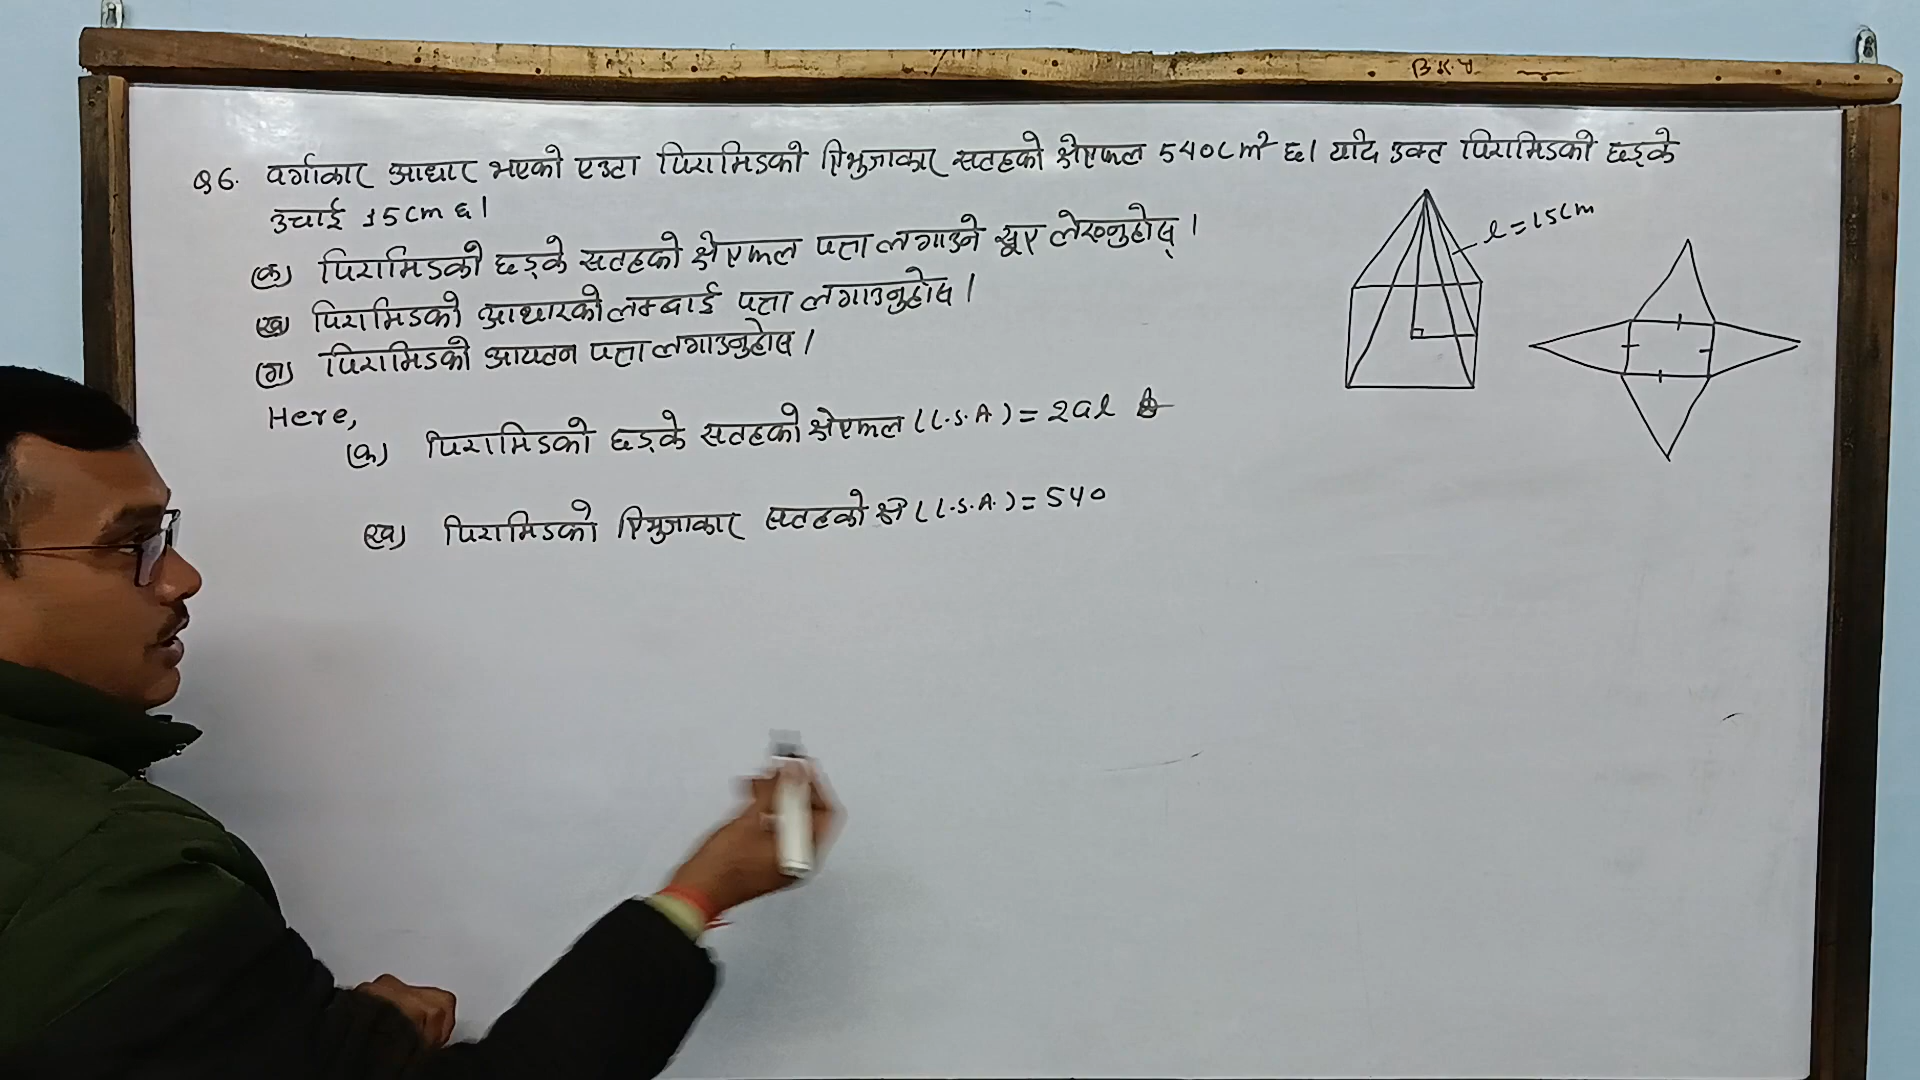 B.K.Y
Q6. वर्गाकार आधार भएको एउटा पिरामिडको त्रिभुजाकार सतहको क्षेत्रफल 540cm² छ। यदि उक्त पिरामिडको छड्के
उचाई 15cm छ।
l = 15cm
(क) पिरामिडको छड्के सतहको क्षेत्रफल पत्ता लगाउने सूत्र लेख्नुहोस्।
(ख) पिरामिडको आधारको लम्बाई पत्ता लगाउनुहोस।
(ग) पिरामिडको आयतन पत्ता लगाउनुहोस।
Here,
(क) पिरामिडको छड्के सतहको क्षेत्रफल (L.S.A) = 2al
(ख) पिरामिडको त्रिभुजाकार सतहको क्षे (L.S.A.) = 540